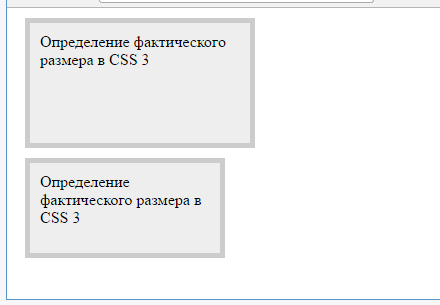 Определение фактического
размера в CSS 3
Определение
фактического размера в
CSS 3